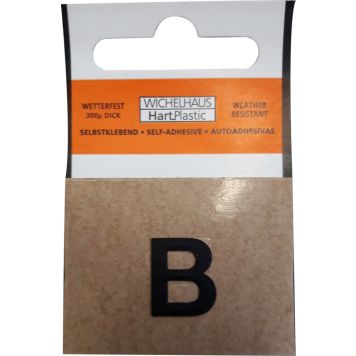 WETTERFEST
300µ DICK
WICHELHAUS
HartPlastic
WEATHER
RESISTANT
SELBSTKLEBEND • SELF-ADHESIVE • AUTOADHESIVAS
B